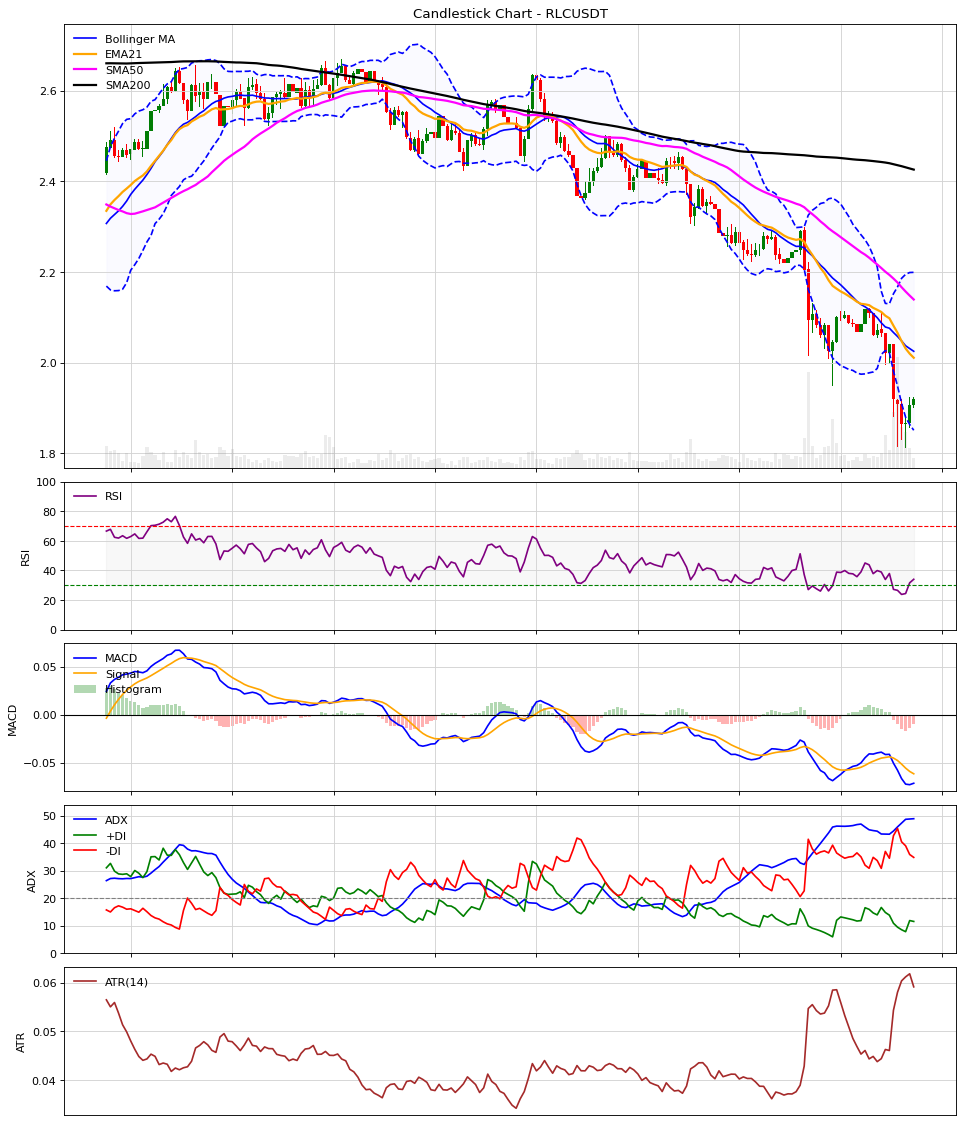 Candlestick Chart - RLCUSDT
Bollinger MA
EMA21
SMA50
SMA200
2.6
2.4
2.2
2.0
1.8
RSI
RSI
100
80
60
40
20
0
MACD
Signal
Histogram
MACD
0.05
0.00
−0.05
ADX
+DI
-DI
ADX
50
40
30
20
10
0
ATR(14)
ATR
0.06
0.05
0.04